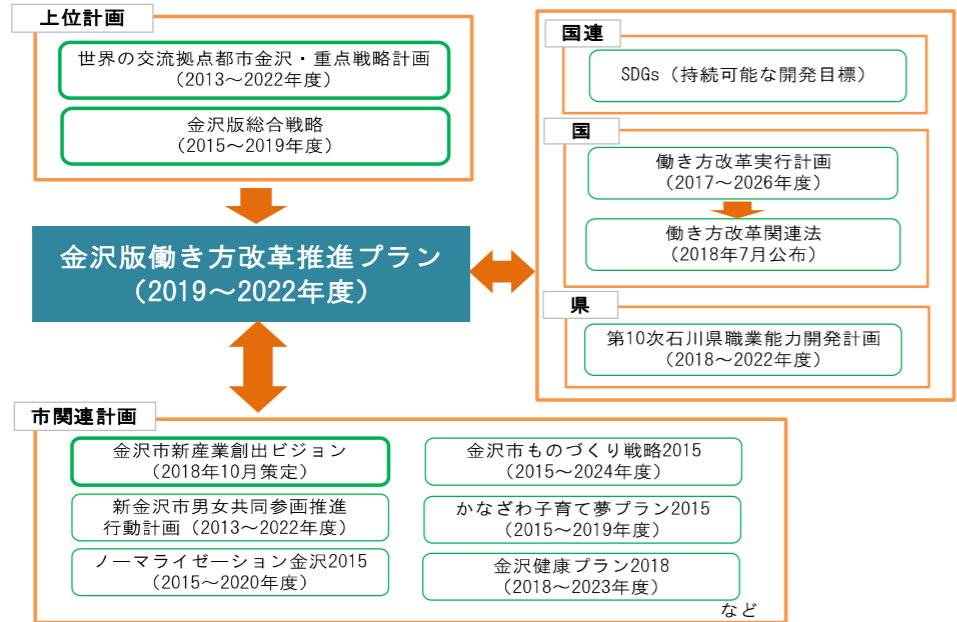 上位計画
世界の交流拠点都市金沢・重点戦略計画
(2013～2022年度)
金沢版総合戦略
(2015～2019年度)
金沢版働き方改革推進プラン
(2019～2022年度)
国連
SDGs（持続可能な開発目標）
国
働き方改革実行計画
(2017～2026年度)
働き方改革関連法
(2018年7月公布)
県
第10次石川県職業能力開発計画
(2018～2022年度)
市関連計画
金沢市新産業創出ビジョン
(2018年10月策定)
新金沢市男女共同参画推進
行動計画（2013～2022年度）
ノーマライゼーション金沢2015
(2015～2020年度)
金沢市ものづくり戦略2015
(2015～2024年度)
かなざわ子育て夢プラン2015
(2015～2019年度)
金沢健康プラン2018
(2018～2023年度)
など